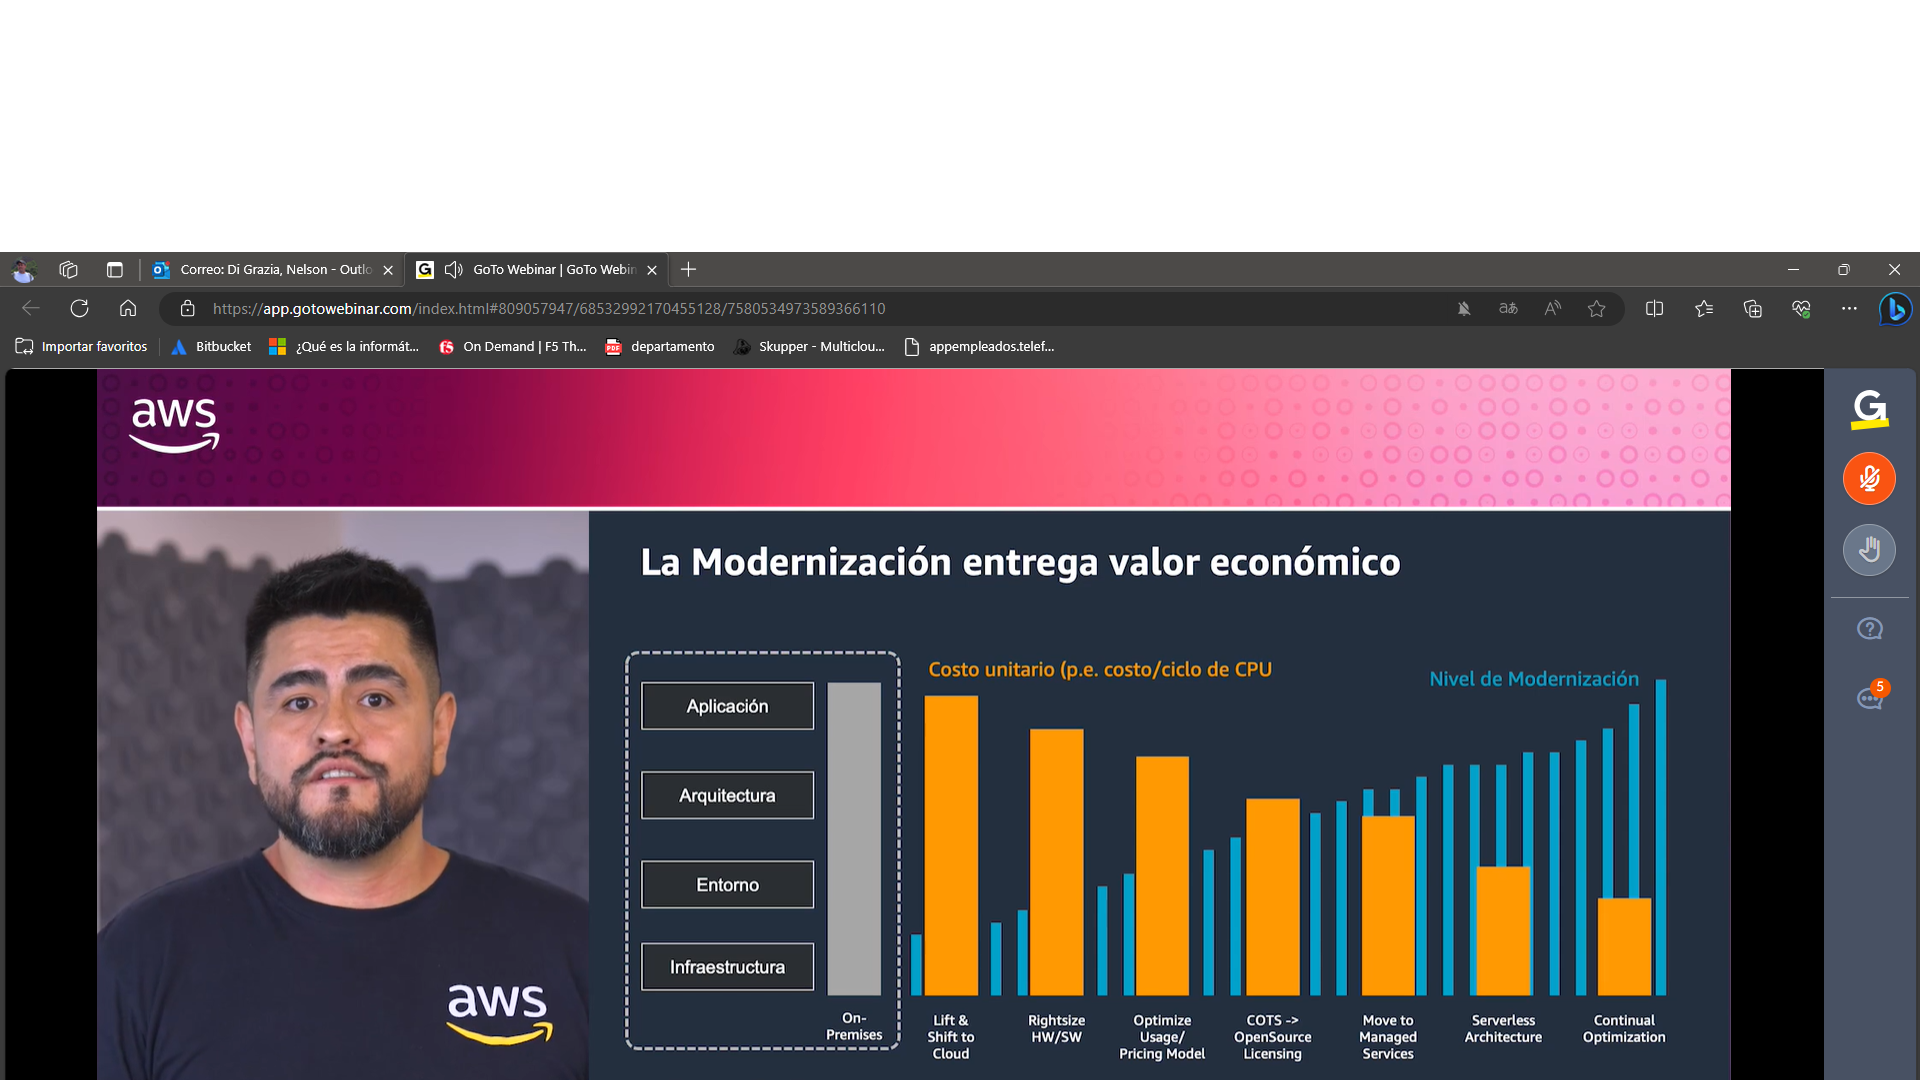 Correo: Di Grazia, Nelson - Outlo
GoTo Webinar | GoTo Webin
https://app.gotowebinar.com/index.html#809057947/68532992170455128/7580534973589366110
Importar favoritos
Bitbucket
¿Qué es la informát...
On Demand | F5 Th...
departamento
Skupper - Multiclou...
appempleados.telef...
aws
G
5
La Modernización entrega valor económico
Costo unitario (p.e. costo/ciclo de CPU
Nivel de Modernización
Aplicación
Arquitectura
Entorno
Infraestructura
On-
Premises
Lift &
Shift to
Cloud
Rightsize
HW/SW
Optimize
Usage/
Pricing Model
COTS ->
OpenSource
Licensing
Move to
Managed
Services
Serverless
Architecture
Continual
Optimization
aws